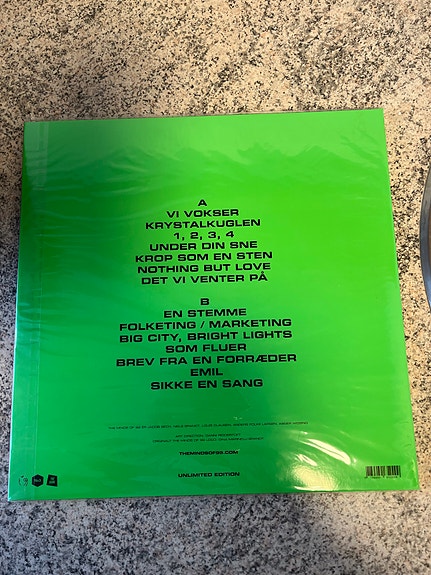 A
VI VOKSER
KRYSTALKUGLEN
1, 2, 3, 4
UNDER DIN SNE
KROP SOM EN STEN
NOTHING BUT LOVE
DET VI VENTER PÅ
B
EN STEMME
FOLKETING / MARKETING
BIG CITY, BRIGHT LIGHTS
SOM FLUER
BREV FRA EN FORRÆDER
EMIL
SIKKE EN SANG
THEMINDSOF99.COM
UNLIMITED EDITION